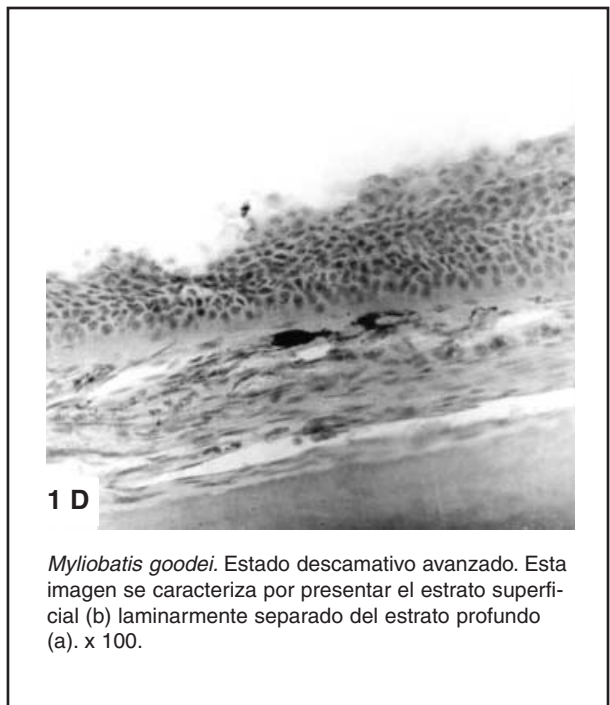 1 D
Myliobatis goodei. Estado descamativo avanzado. Esta
imagen se caracteriza por presentar el estrato superfi-
cial (b) laminarmente separado del estrato profundo
(a). x 100.